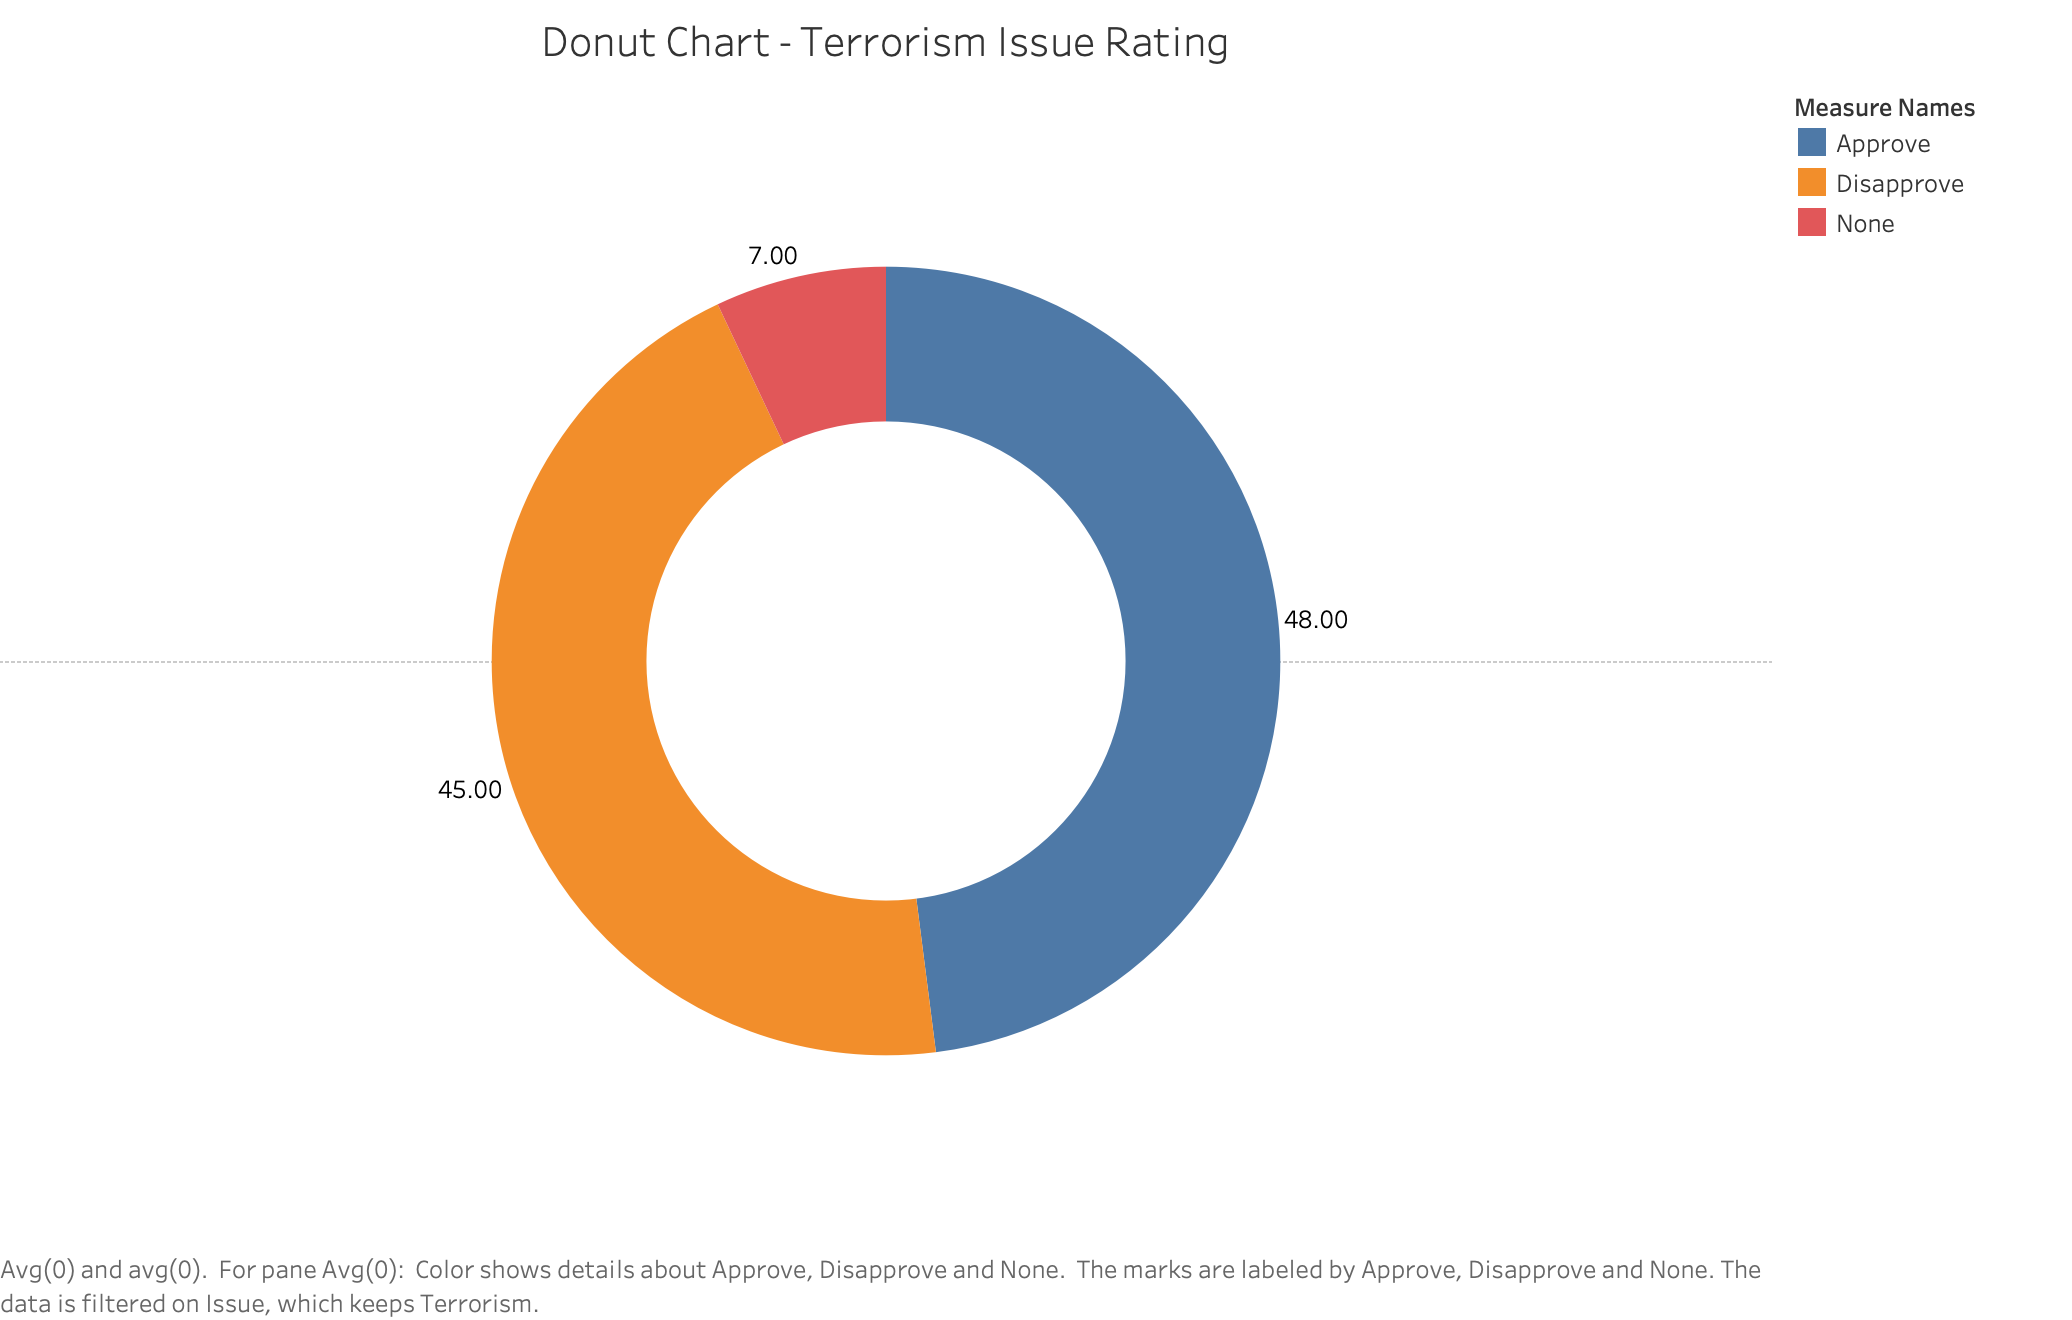 Donut Chart - Terrorism Issue Rating
Measure Names
Approve
Disapprove
None
7.00
48.00
45.00
Avg(0) and avg(0).  For pane Avg(0):  Color shows details about Approve, Disapprove and None.  The marks are labeled by Approve, Disapprove and None. The
data is filtered on Issue, which keeps Terrorism.